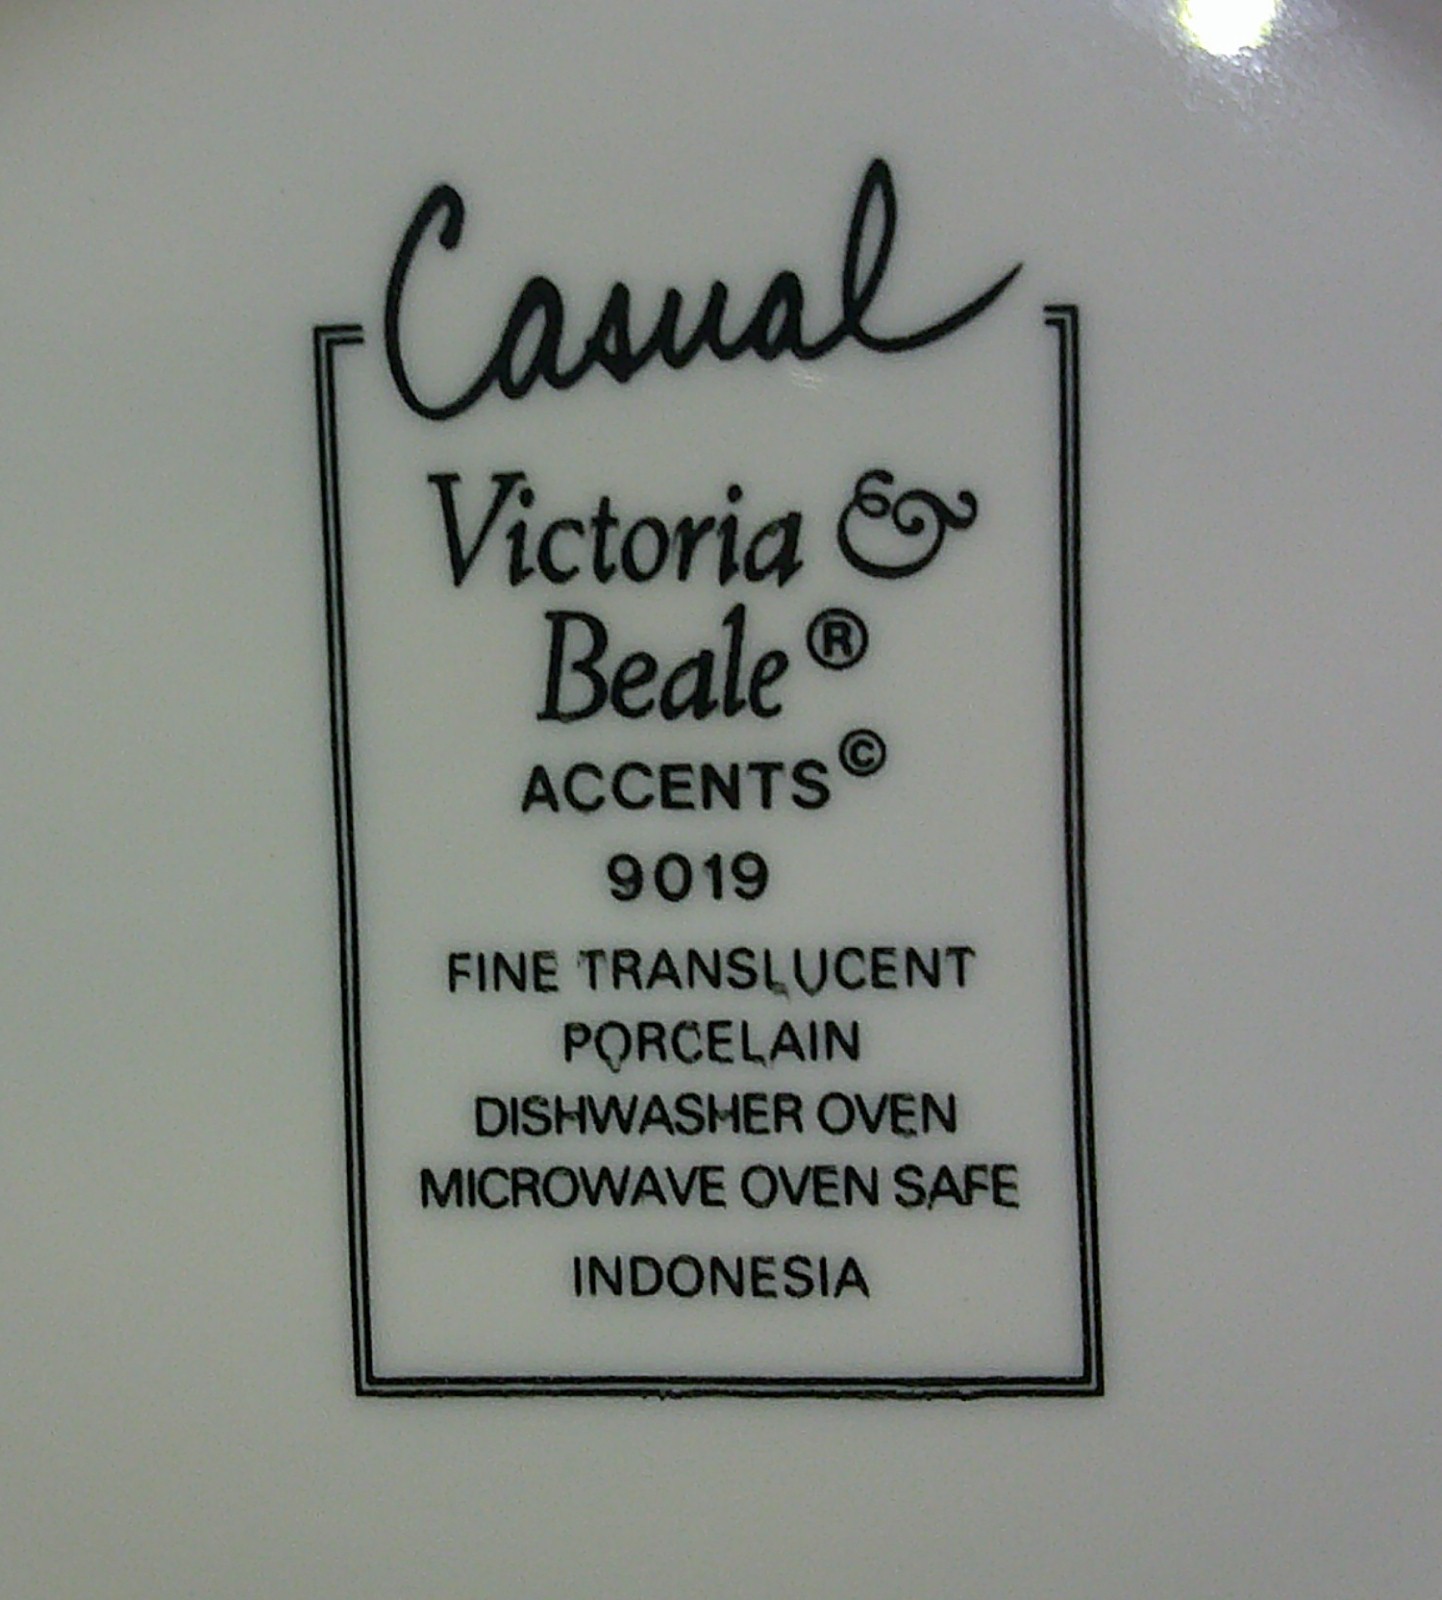 Casual
Victoria &
Beale®
ACCENTS©
9019
FINE TRANSLUCENT
PORCELAIN
DISHWASHER OVEN
MICROWAVE OVEN SAFE
INDONESIA